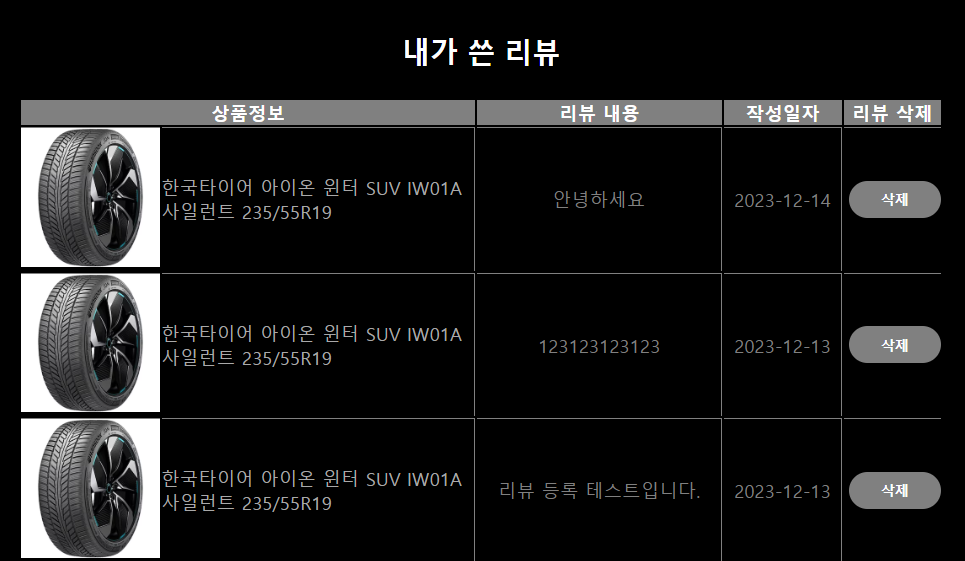 내가 쓴 리뷰
상품정보 리뷰 내용 작성일자 리뷰 삭제
한국타이어 아이온 윈터 SUV IW01A
사일런트 235/55R19
안녕하세요
2023-12-14
삭제
한국타이어 아이온 윈터 SUV IW01A
사일런트 235/55R19
123123123123
2023-12-13
삭제
한국타이어 아이온 윈터 SUV IW01A
사일런트 235/55R19
리뷰 등록 테스트입니다.
2023-12-13
삭제